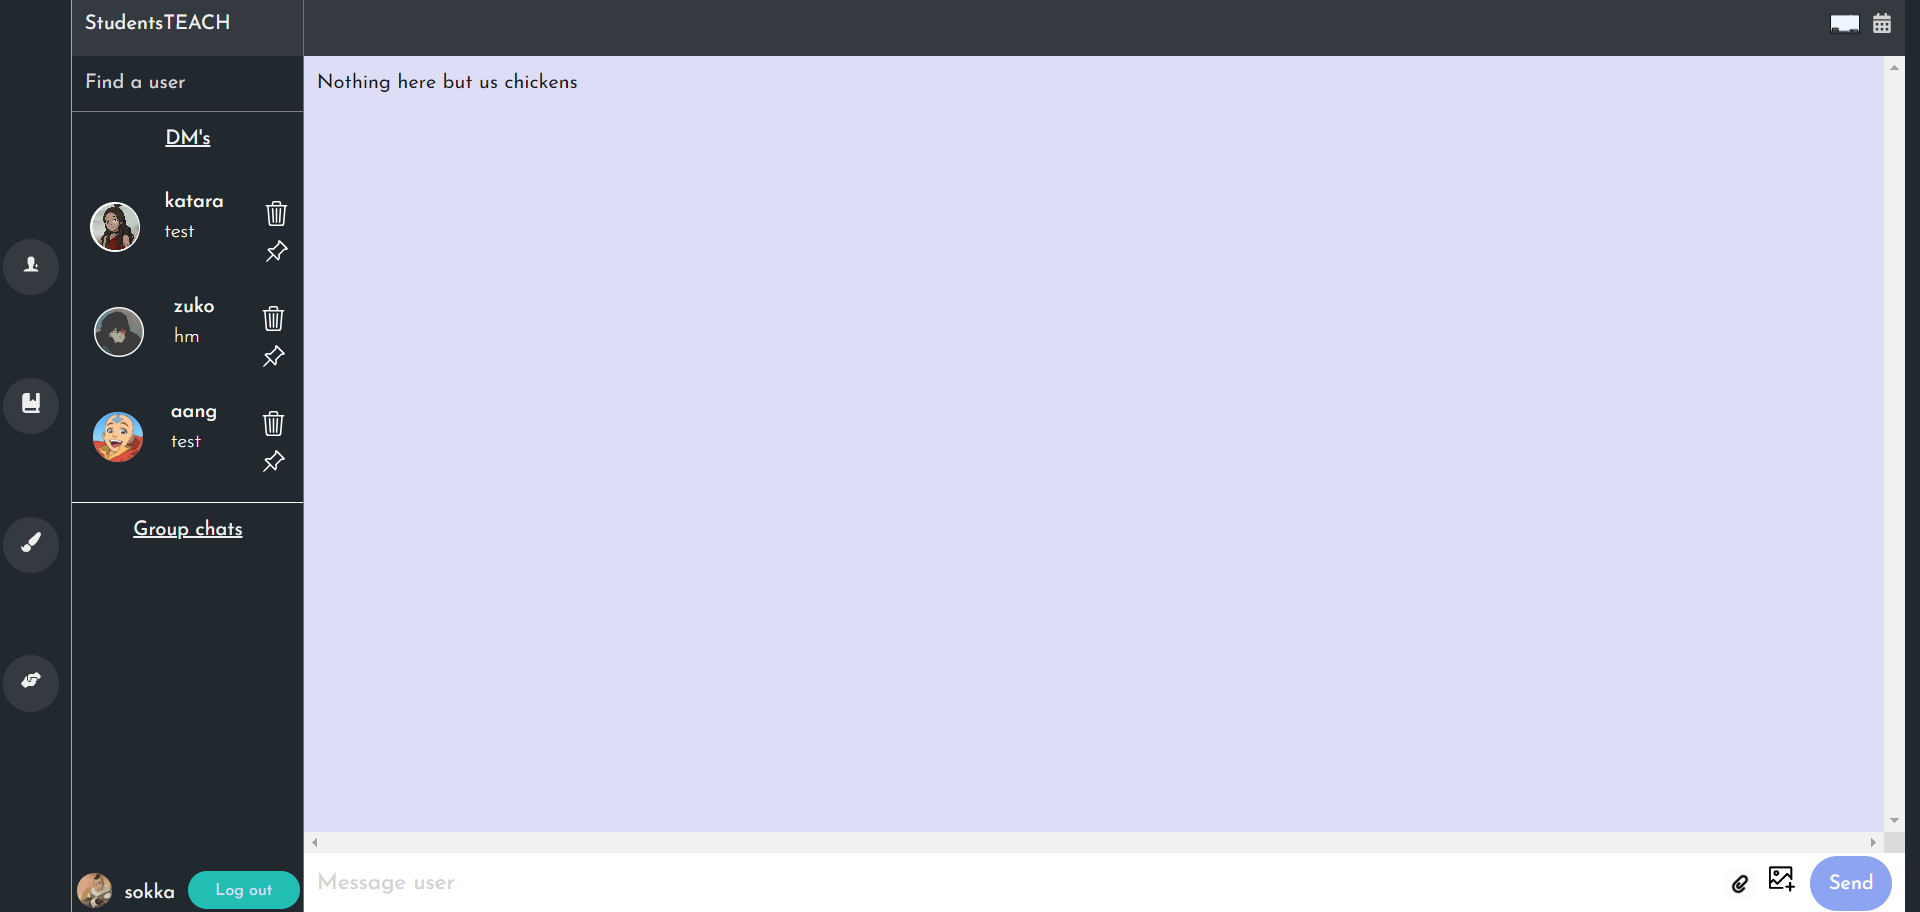 StudentsTEACH
Find a user
Nothing here but us chickens
DM's
katara
test
zuko
hm
aang
test
Group chats
sokka
Log out
Message user
Send